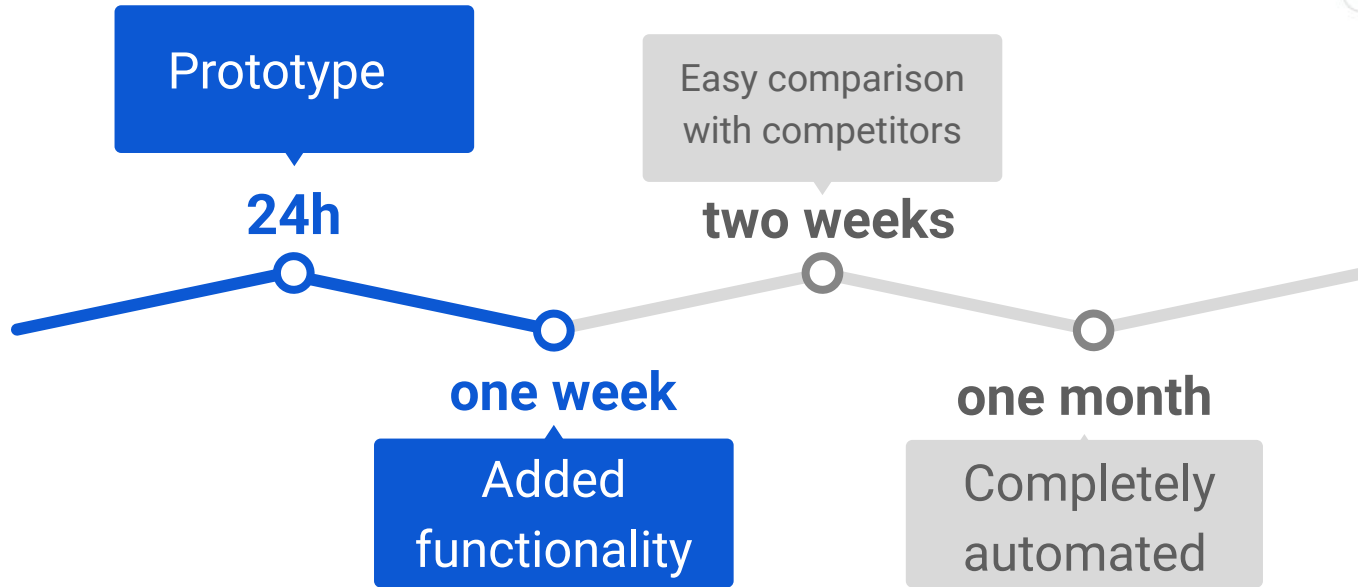 Prototype
24h
one week
Added
functionality
Easy comparison
with competitors
two weeks
one month
Completely
automated